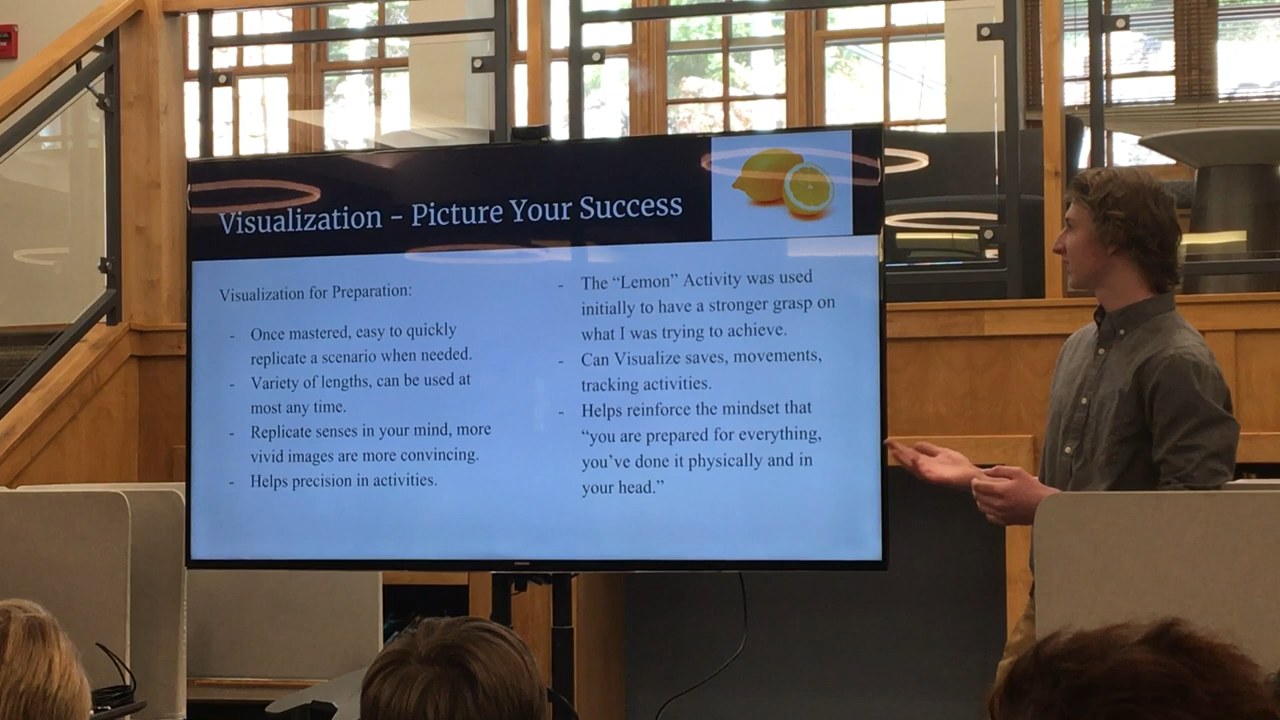 Visualization - Picture Your Success
Visualization for Preparation:
- Once mastered, easy to quickly
replicate a scenario when needed.
- Variety of lengths, can be used at
most any time.
- Replicate senses in your mind, more
vivid images are more convincing.
- Helps precision in activities.
- The “Lemon” Activity was used
initially to have a stronger grasp on
what I was trying to achieve.
- Can Visualize saves, movements,
tracking activities.
- Helps reinforce the mindset that
“you are prepared for everything,
you’ve done it physically and in
your head.”